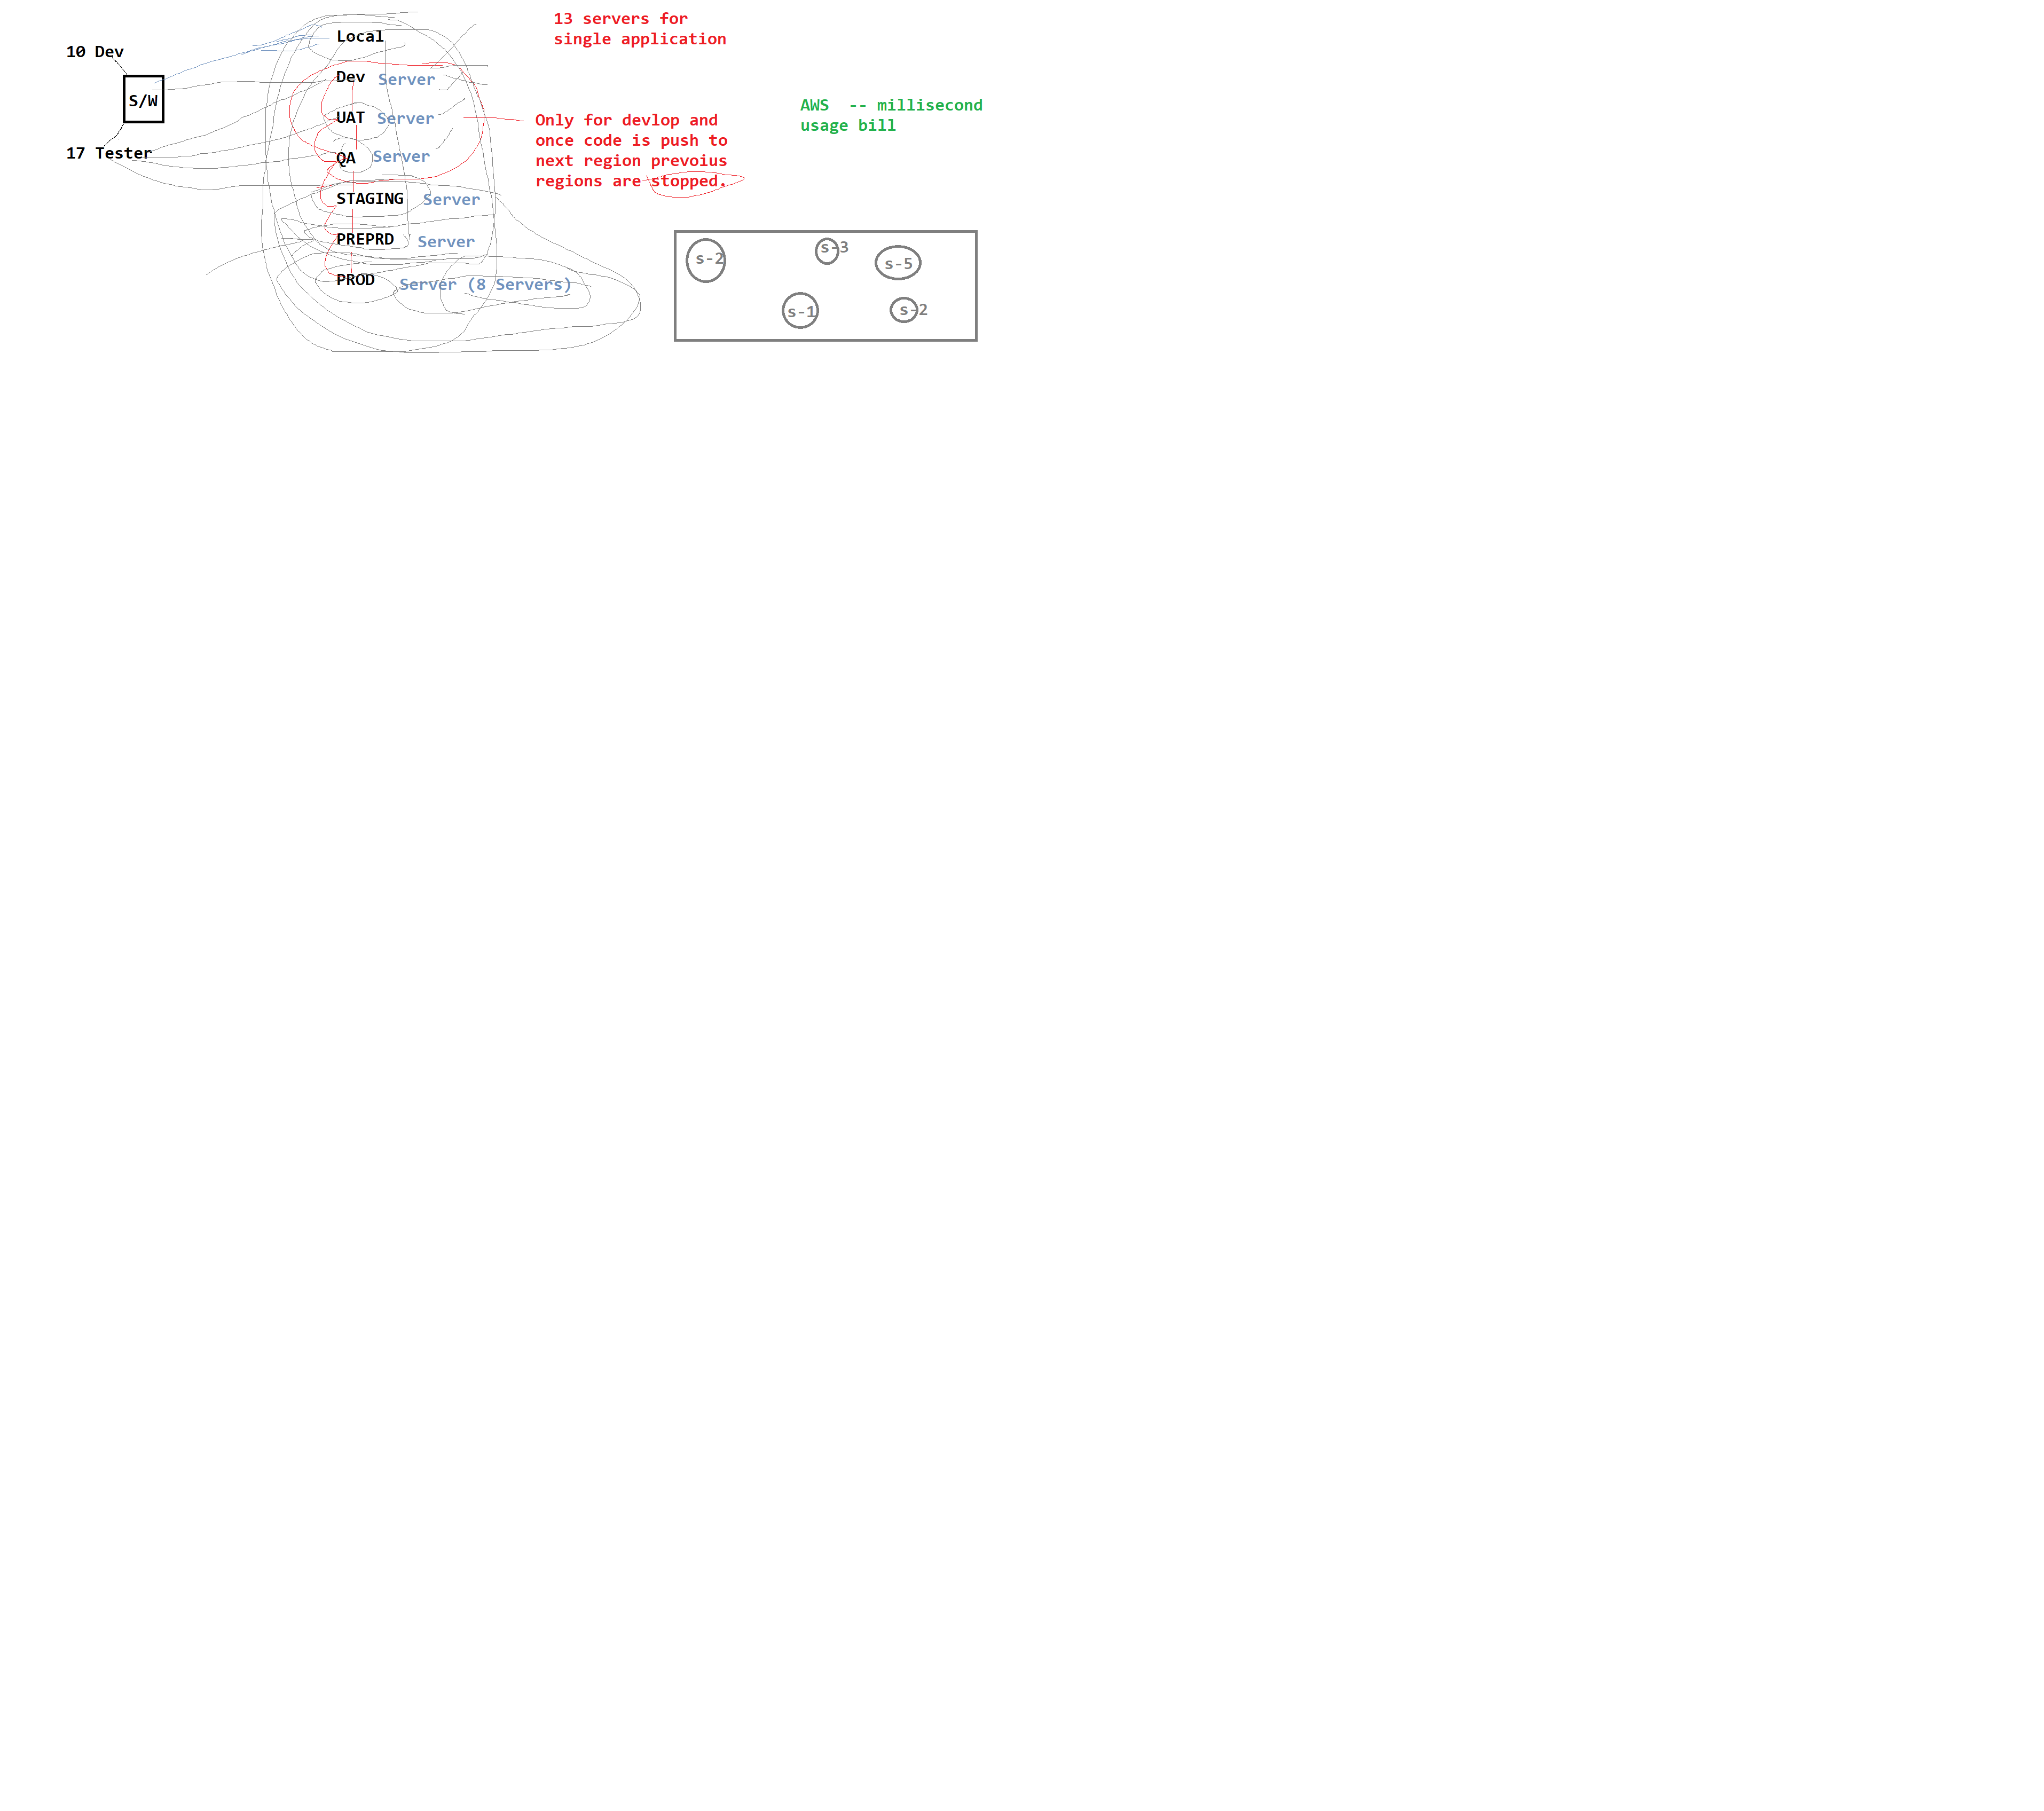 13 servers for
single application
10 Dev
S/W
17 Tester
Local
Dev Server
UAT Server
QA Server
STAGING Server
PREPRD Server
PROD Server (8 Servers)
Only for devlop and
once code is push to
next region prevoius
regions are stopped.
AWS -- millisecond
usage bill
s-2
s-3
s-5
s-1
s-2